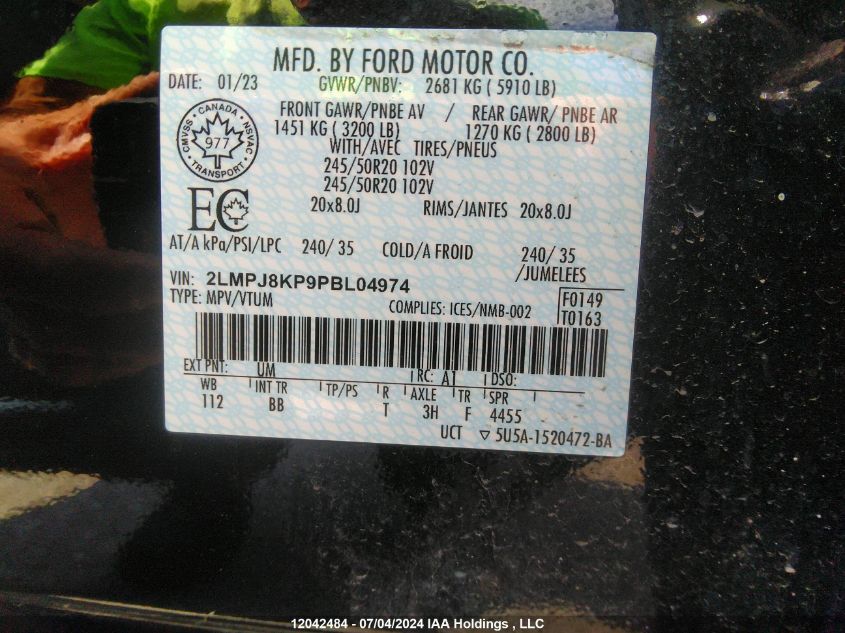 MFD. BY FORD MOTOR CO.
DATE: 01/23 GVWR/PNBV: 2681 KG ( 5910 LB)
FRONT GAWR/PNBE AV / REAR GAWR/ PNBE AR
1451 KG ( 3200 LB) 1270 KG ( 2800 LB)
WITH/AVEC TIRES/PNEUS
245/50R20 102V
245/50R20 102V
20x8.0J RIMS/JANTES 20x8.0J
CANADA
CMVSS 977 NSVAC
TRANSPORT
EC
AT/A kPa/PSI/LPC 240/ 35 COLD/A FROID 240/ 35
/JUMELEES
VIN: 2LMPJ8KP9PBL04974
TYPE: MPV/VTUM COMPLIES: ICES/NMB-002
F0149
T0163
EXT PNT: UM RC: A1 DSO:
WB INT TR TP/PS R AXLE TR SPR
112 BB T 3H F 4455
UCT ▽ 5U5A-1520472-BA
12042484 - 07/04/2024 IAA Holdings , LLC